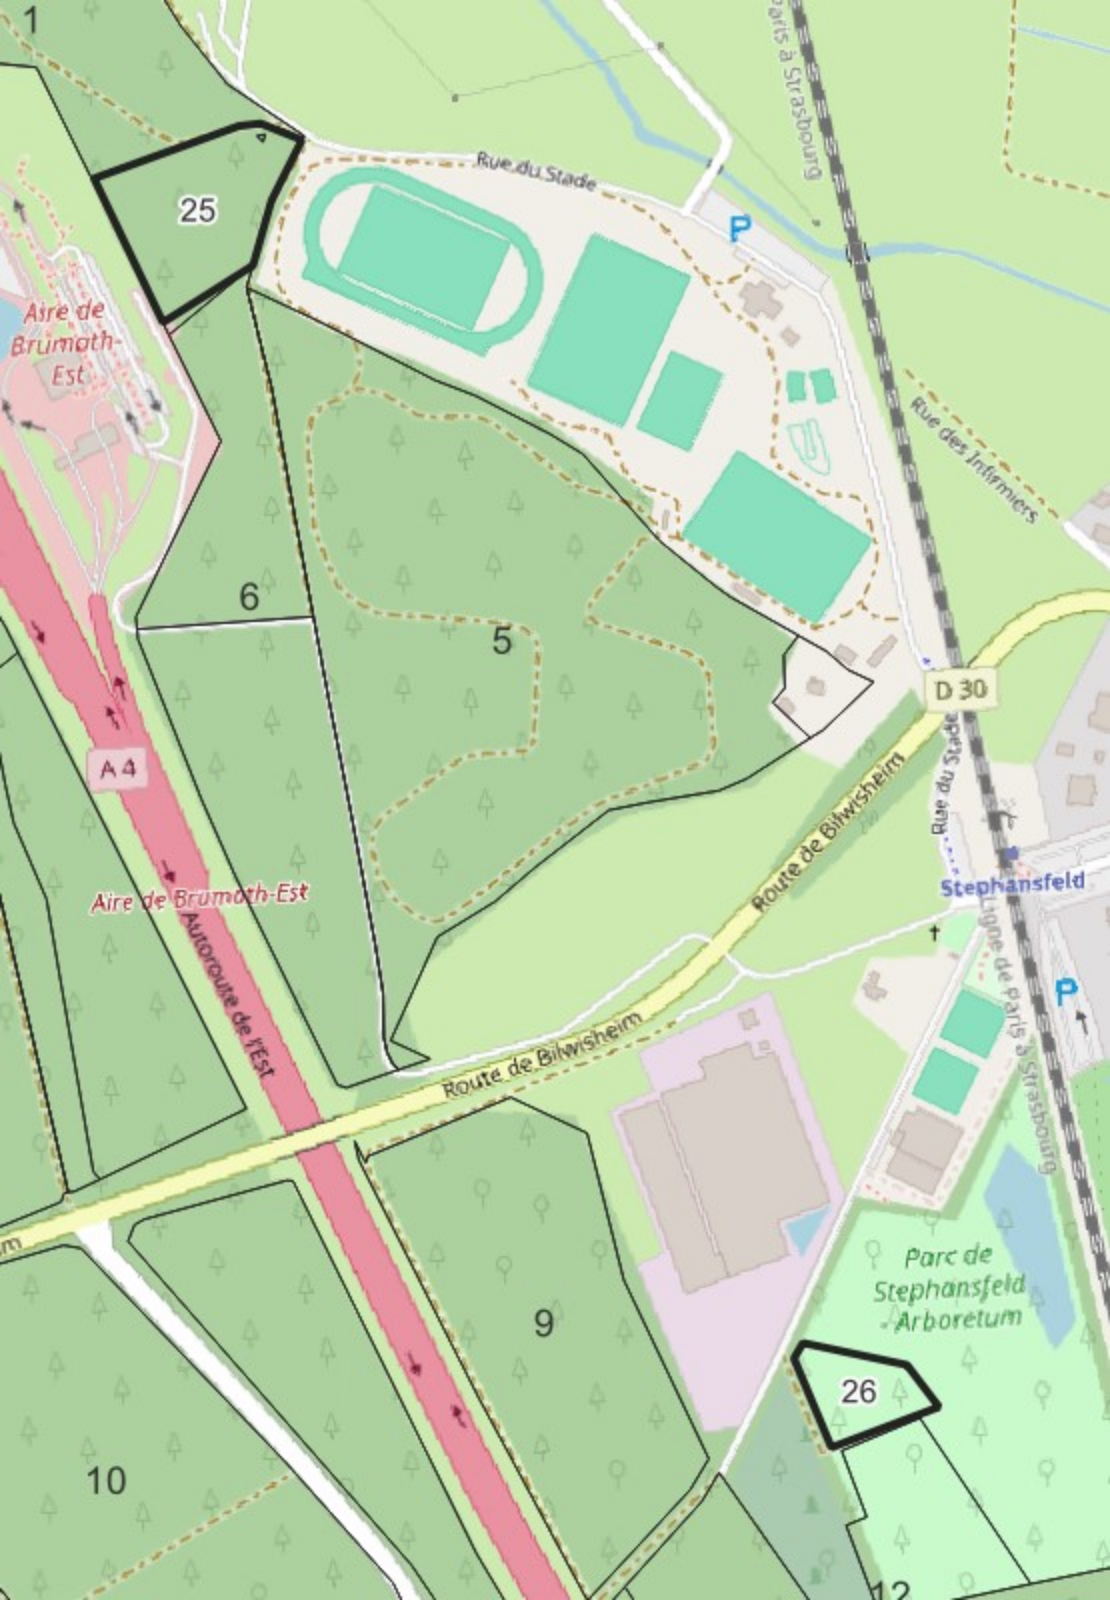 1
Paris à Strasbourg
Rue du Stade
P
25
Aire de
Brumath-
Est
Rue des Infirmiers
6
5
D 30
A 4
Route de Bilwisheim
Rue du Stade
Stephansfeld
Aire de Brumath-Est
Autoroute de l'Est
Ligne de Paris à Strasbourg
P
Route de Bilwisheim
m
Parc de
Stephansfeld
- Arboretum
9
26
10
12